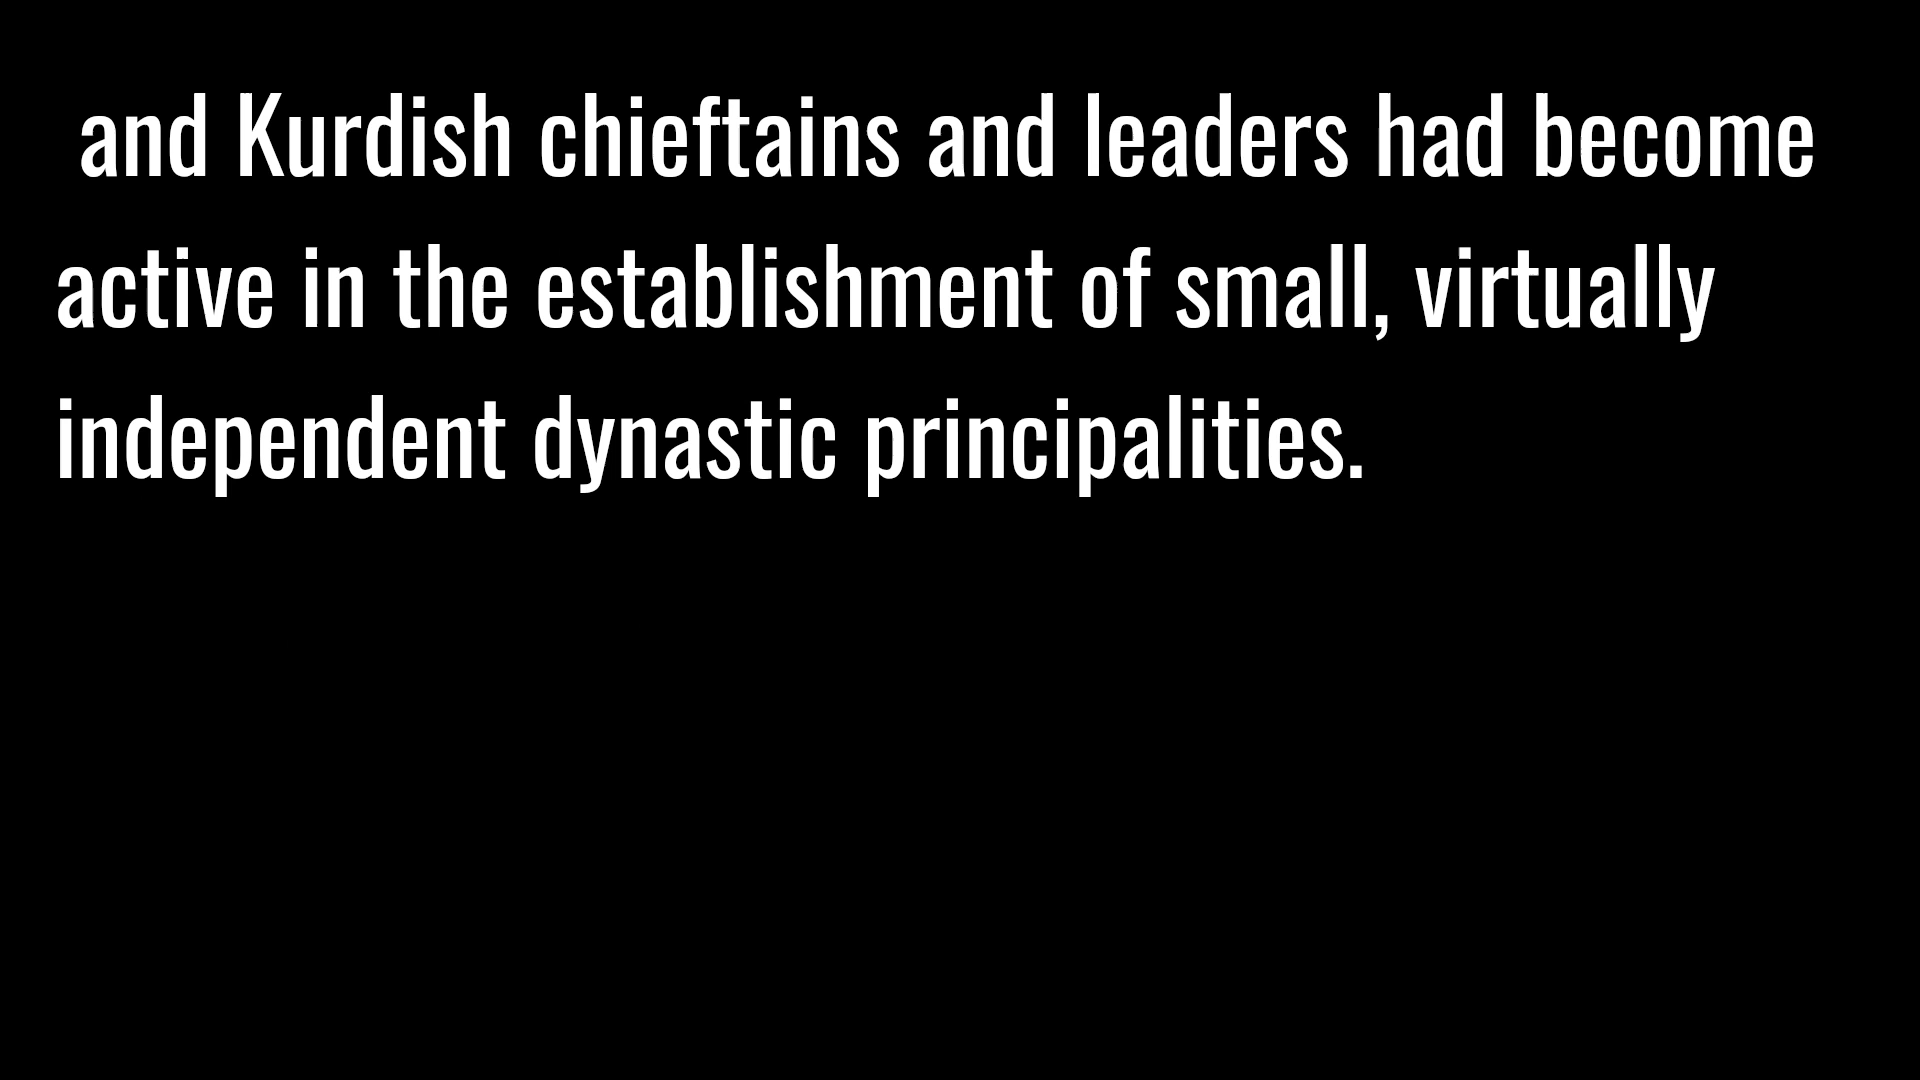 and Kurdish chieftains and leaders had become
active in the establishment of small, virtually
independent dynastic principalities.